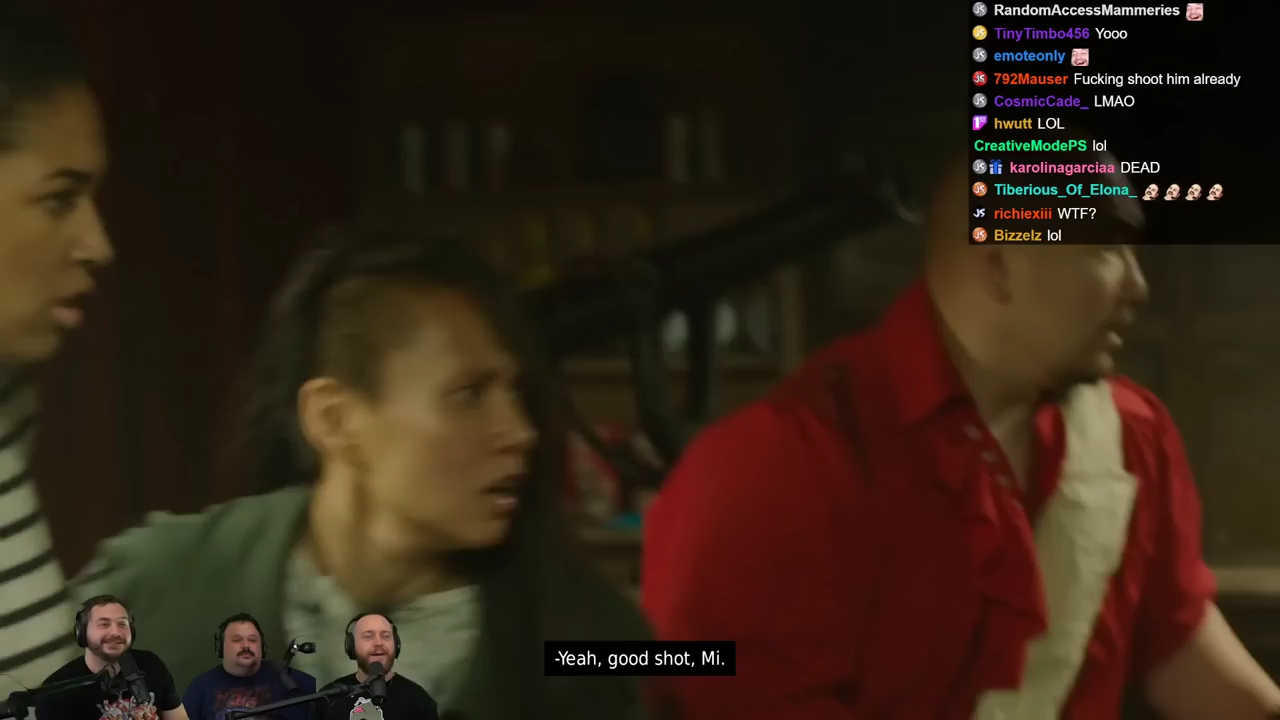 RandomAccessMammeries
TinyTimbo456 Yooo
emoteonly
792Mauser Fucking shoot him already
CosmicCade_ LMAO
hwutt LOL
CreativeModePS lol
karolinagarciaa DEAD
Tiberious_Of_Elona_
richiexiii WTF?
Bizzelz lol
-Yeah, good shot, Mi.